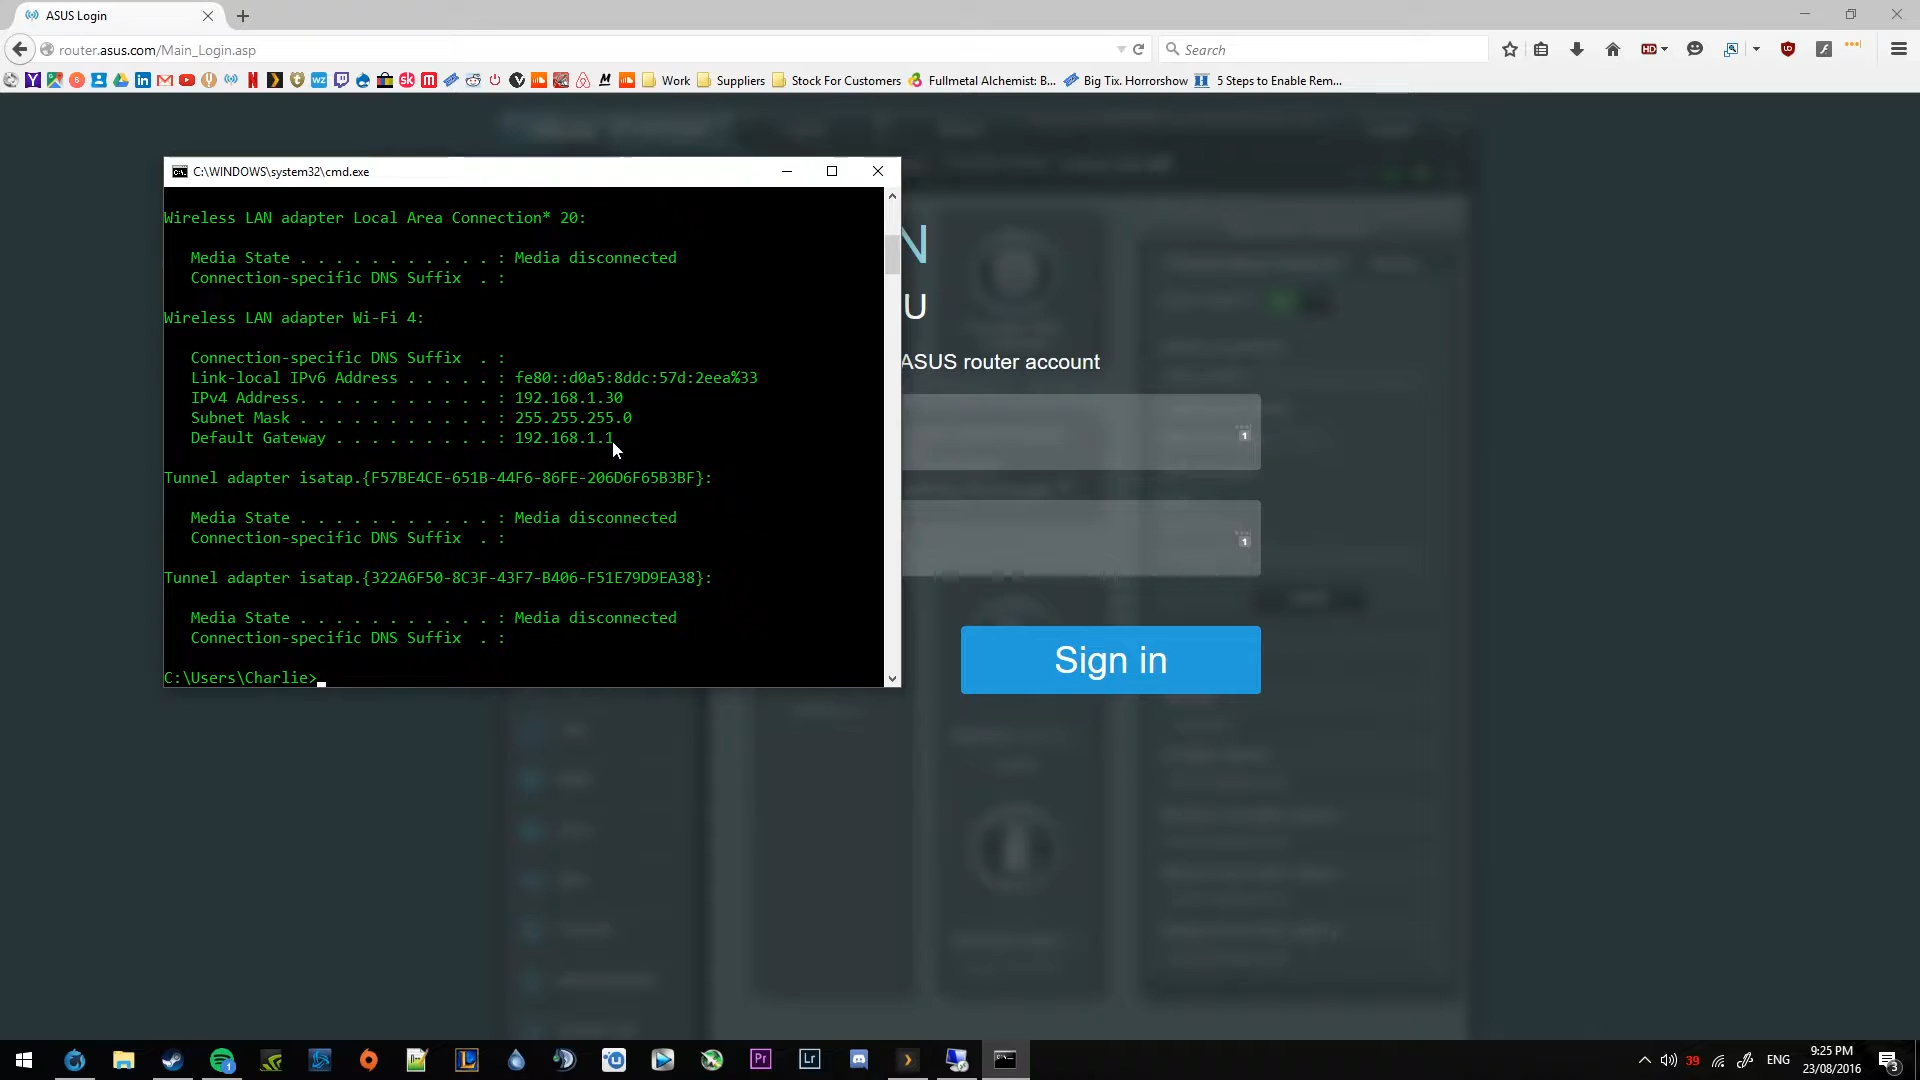 ASUS Login
router.asus.com/Main_Login.asp
Search
Work
Suppliers
Stock For Customers
Fullmetal Alchemist: B...
Big Tix. Horrorshow
5 Steps to Enable Rem...
C:\WINDOWS\system32\cmd.exe
Wireless LAN adapter Local Area Connection* 20:
Media State . . . . . . . . . . . : Media disconnected
Connection-specific DNS Suffix  . :
Wireless LAN adapter Wi-Fi 4:
Connection-specific DNS Suffix  . :
Link-local IPv6 Address . . . . . : fe80::d0a5:8ddc:57d:2eea%33
IPv4 Address. . . . . . . . . . . : 192.168.1.30
Subnet Mask . . . . . . . . . . . : 255.255.255.0
Default Gateway . . . . . . . . . : 192.168.1.1
Tunnel adapter isatap.{F57BE4CE-651B-44F6-86FE-206D6F65B3BF}:
Media State . . . . . . . . . . . : Media disconnected
Connection-specific DNS Suffix  . :
Tunnel adapter isatap.{322A6F50-8C3F-43F7-B406-F51E79D9EA38}:
Media State . . . . . . . . . . . : Media disconnected
Connection-specific DNS Suffix  . :
C:\Users\Charlie>
N
U
ASUS router account
Sign in
39
ENG
9:25 PM
23/08/2016
3